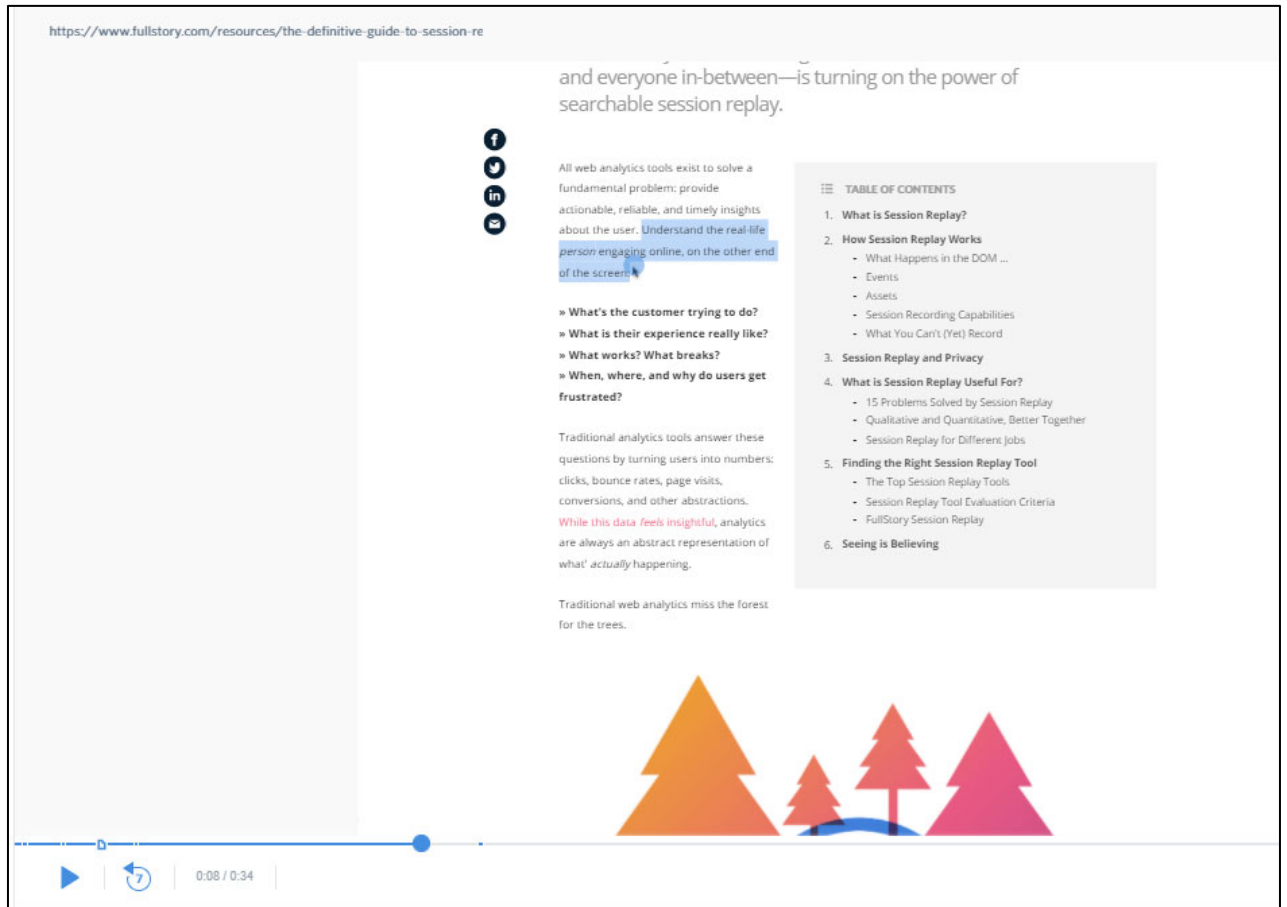 https://www.fullstory.com/resources/the-definitive-guide-to-session-re
and everyone in-between—is turning on the power of
searchable session replay.
All web analytics tools exist to solve a
fundamental problem: provide
actionable, reliable, and timely insights
about the user. Understand the real-life
person engaging online, on the other end
of the screen.
» What's the customer trying to do?
» What is their experience really like?
» What works? What breaks?
» When, where, and why do users get
frustrated?
Traditional analytics tools answer these
questions by turning users into numbers:
clicks, bounce rates, page visits,
conversions, and other abstractions.
While this data feels insightful, analytics
are always an abstract representation of
what' actually happening.
Traditional web analytics miss the forest
for the trees.
TABLE OF CONTENTS
1. What is Session Replay?
2. How Session Replay Works
- What Happens in the DOM ...
- Events
- Assets
- Session Recording Capabilities
- What You Can't (Yet) Record
3. Session Replay and Privacy
4. What is Session Replay Useful For?
- 15 Problems Solved by Session Replay
- Qualitative and Quantitative, Better Together
- Session Replay for Different Jobs
5. Finding the Right Session Replay Tool
- The Top Session Replay Tools
- Session Replay Tool Evaluation Criteria
- FullStory Session Replay
6. Seeing is Believing
7
0:08 / 0:34